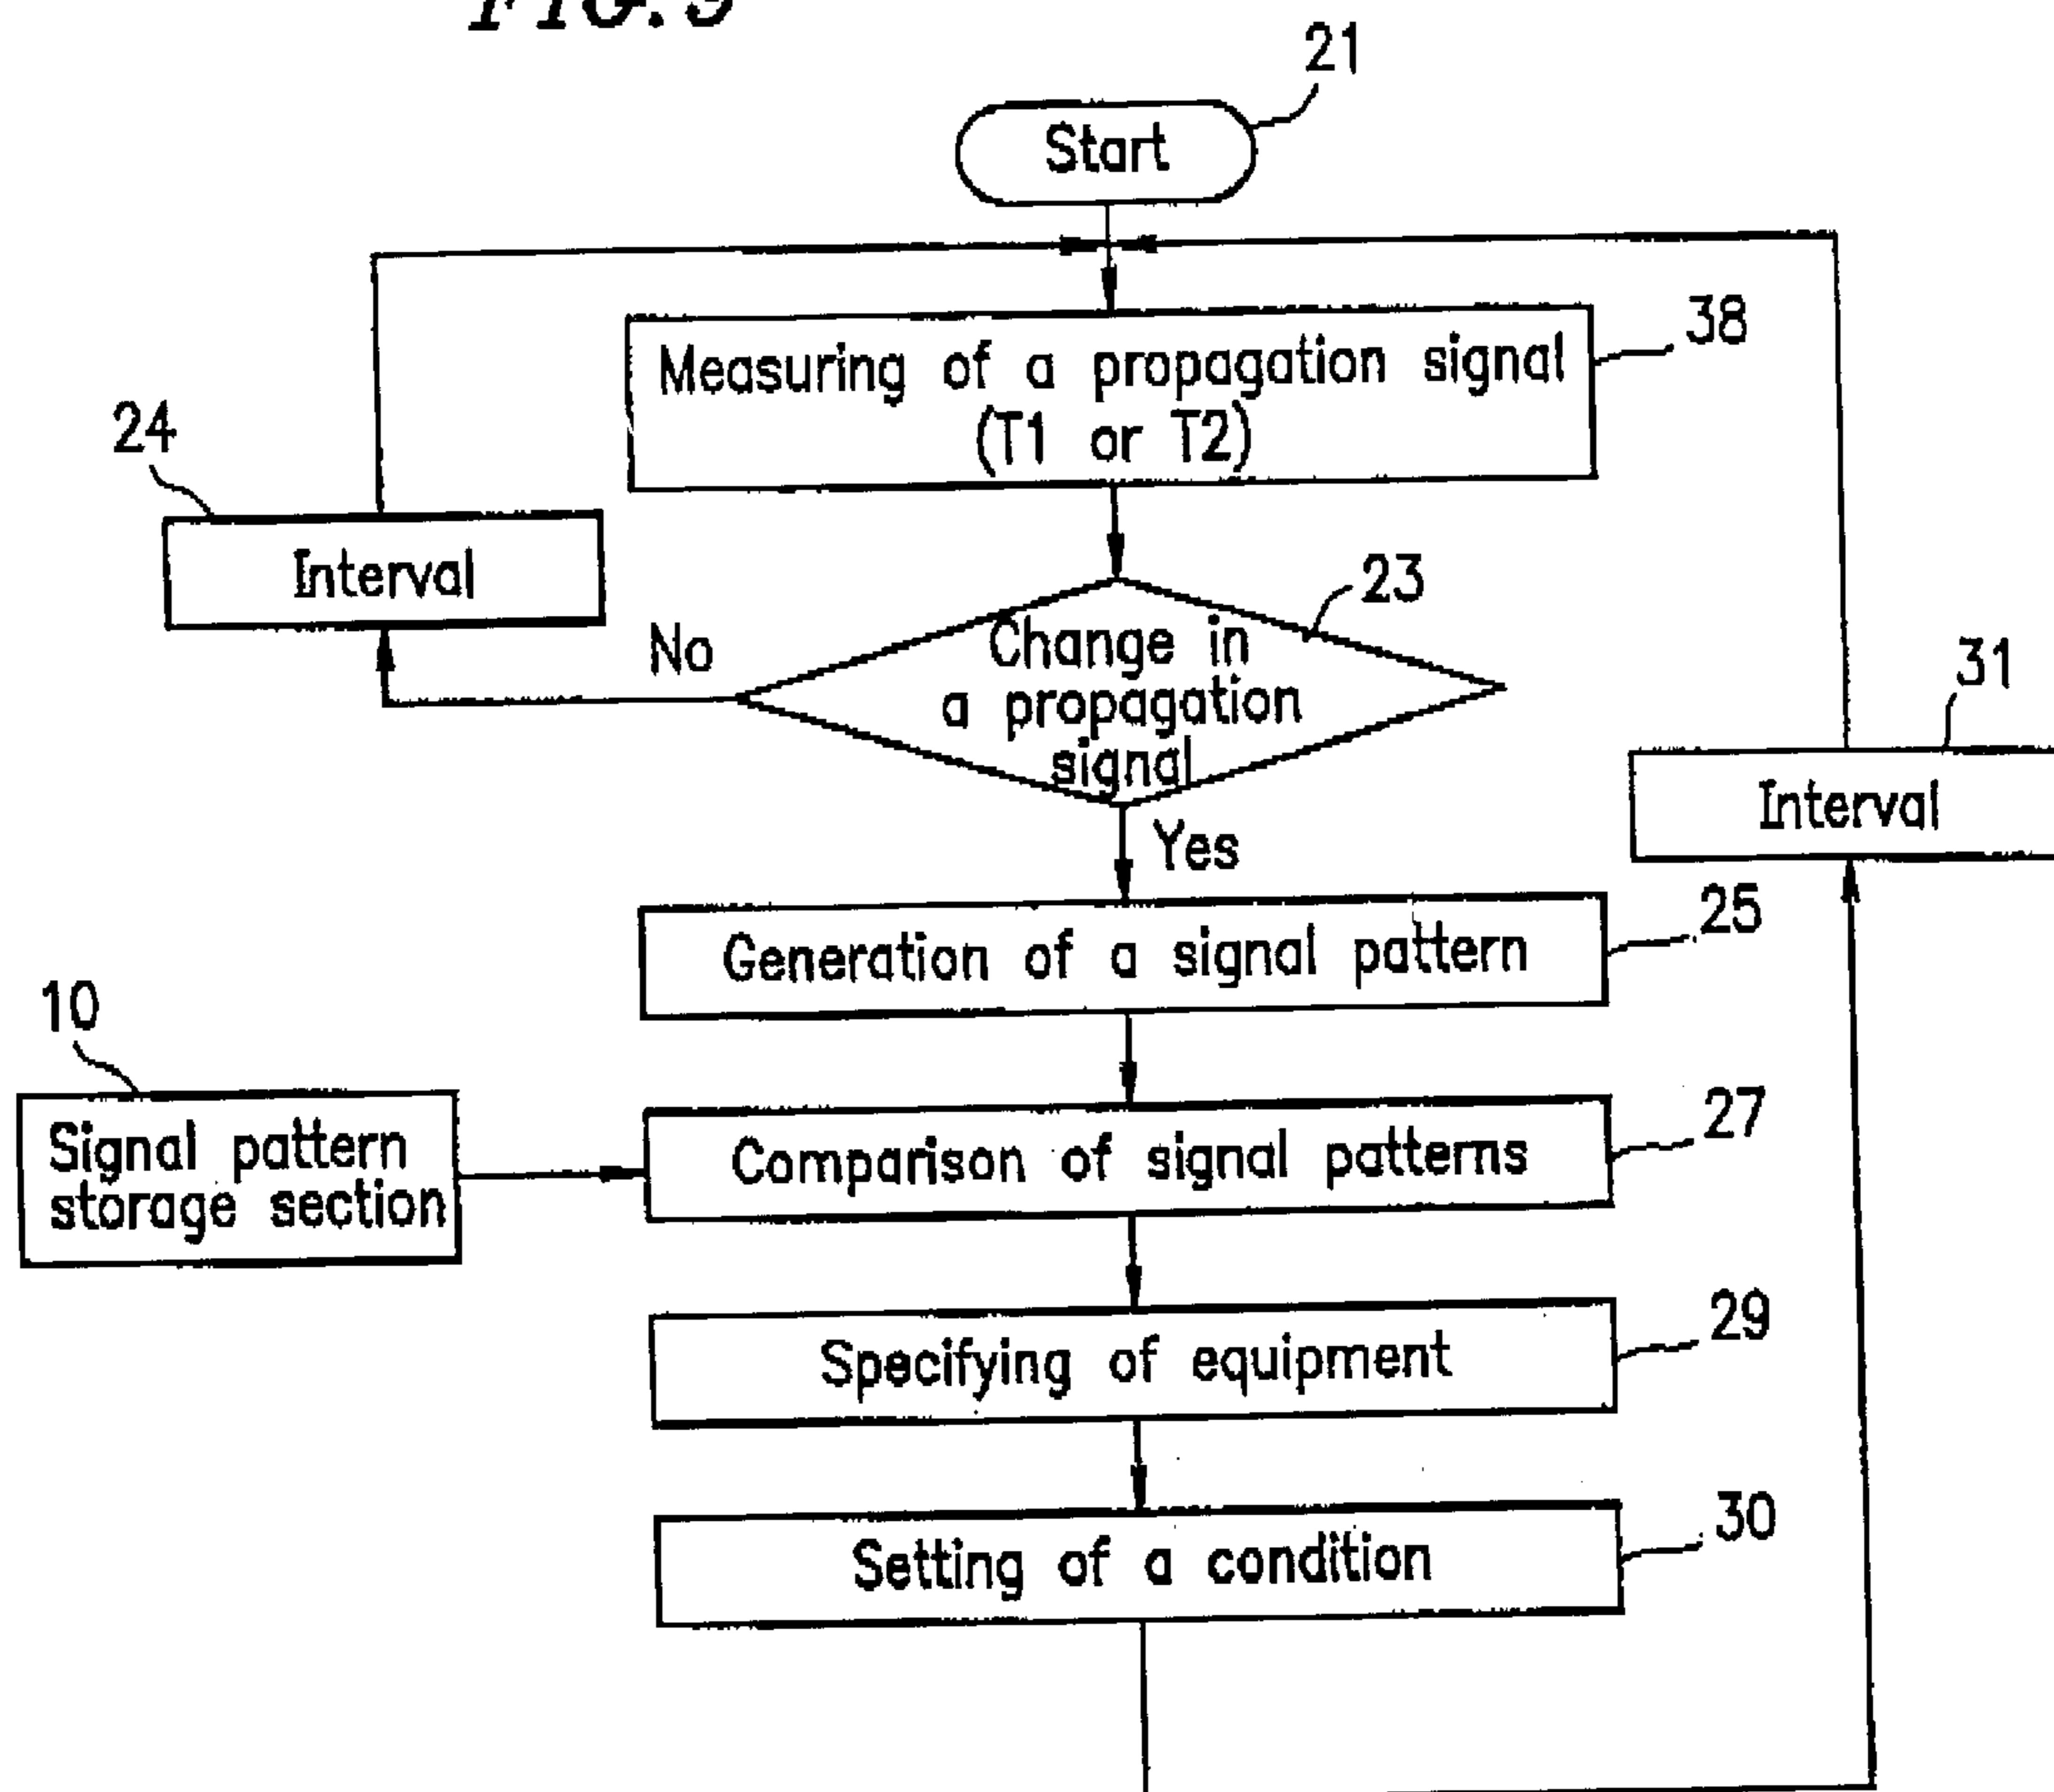 21
Start
38
Measuring of a propagation signal
(T1 or T2)
24
Interval
23
No
Change in
a propagation
signal
31
Interval
Yes
25
Generation of a signal pattern
10
Signal pattern
storage section
27
Comparison of signal patterns
29
Specifying of equipment
30
Setting of a condition